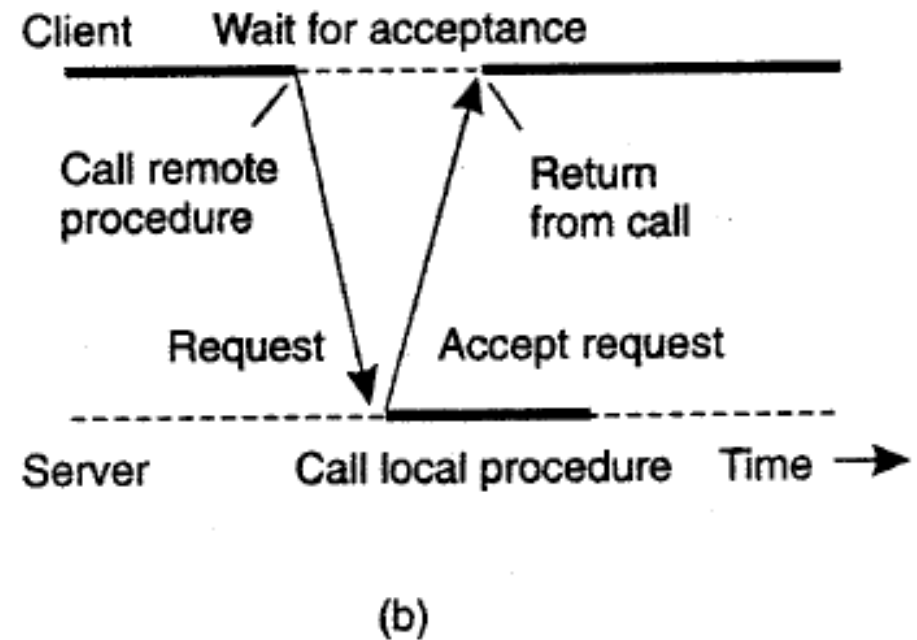 Client
Wait for acceptance
Call remote
procedure
Return
from call
Request
Accept request
Server
Call local procedure
Time
(b)